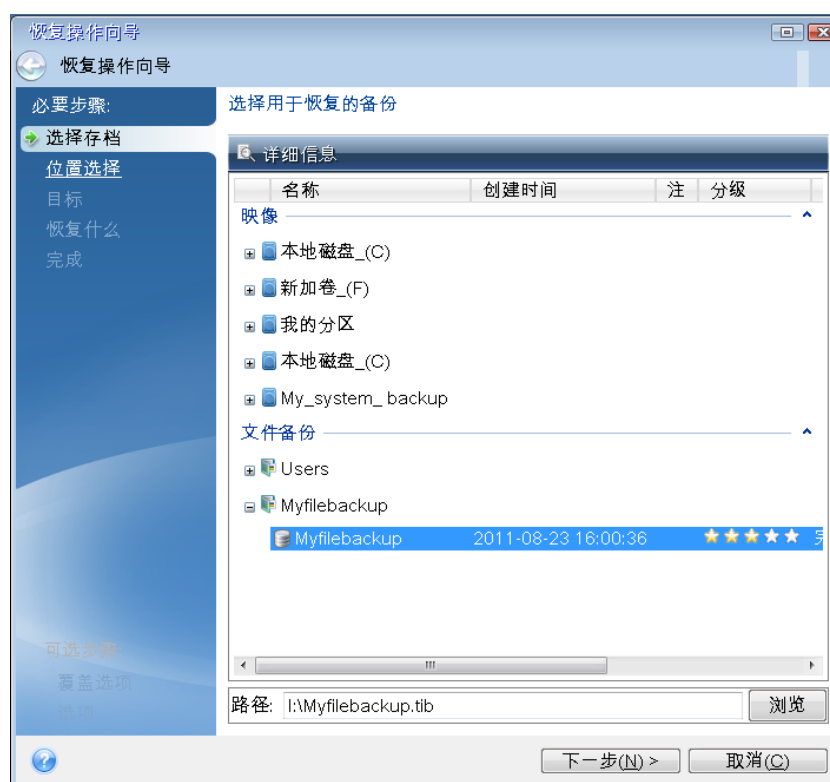 恢复操作向导
恢复操作向导
必要步骤:
选择存档
位置选择
目标
恢复什么
完成
可选步骤:
覆盖选项
选项
选择用于恢复的备份
详细信息
名称 创建时间 注 分级
映像
本地磁盘_(C)
新加卷_(F)
我的分区
本地磁盘_(C)
My_system_ backup
文件备份
Users
Myfilebackup
Myfilebackup 2011-08-23 16:00:36
路径: I:\Myfilebackup.tib 浏览
下一步(N) > 取消(C)